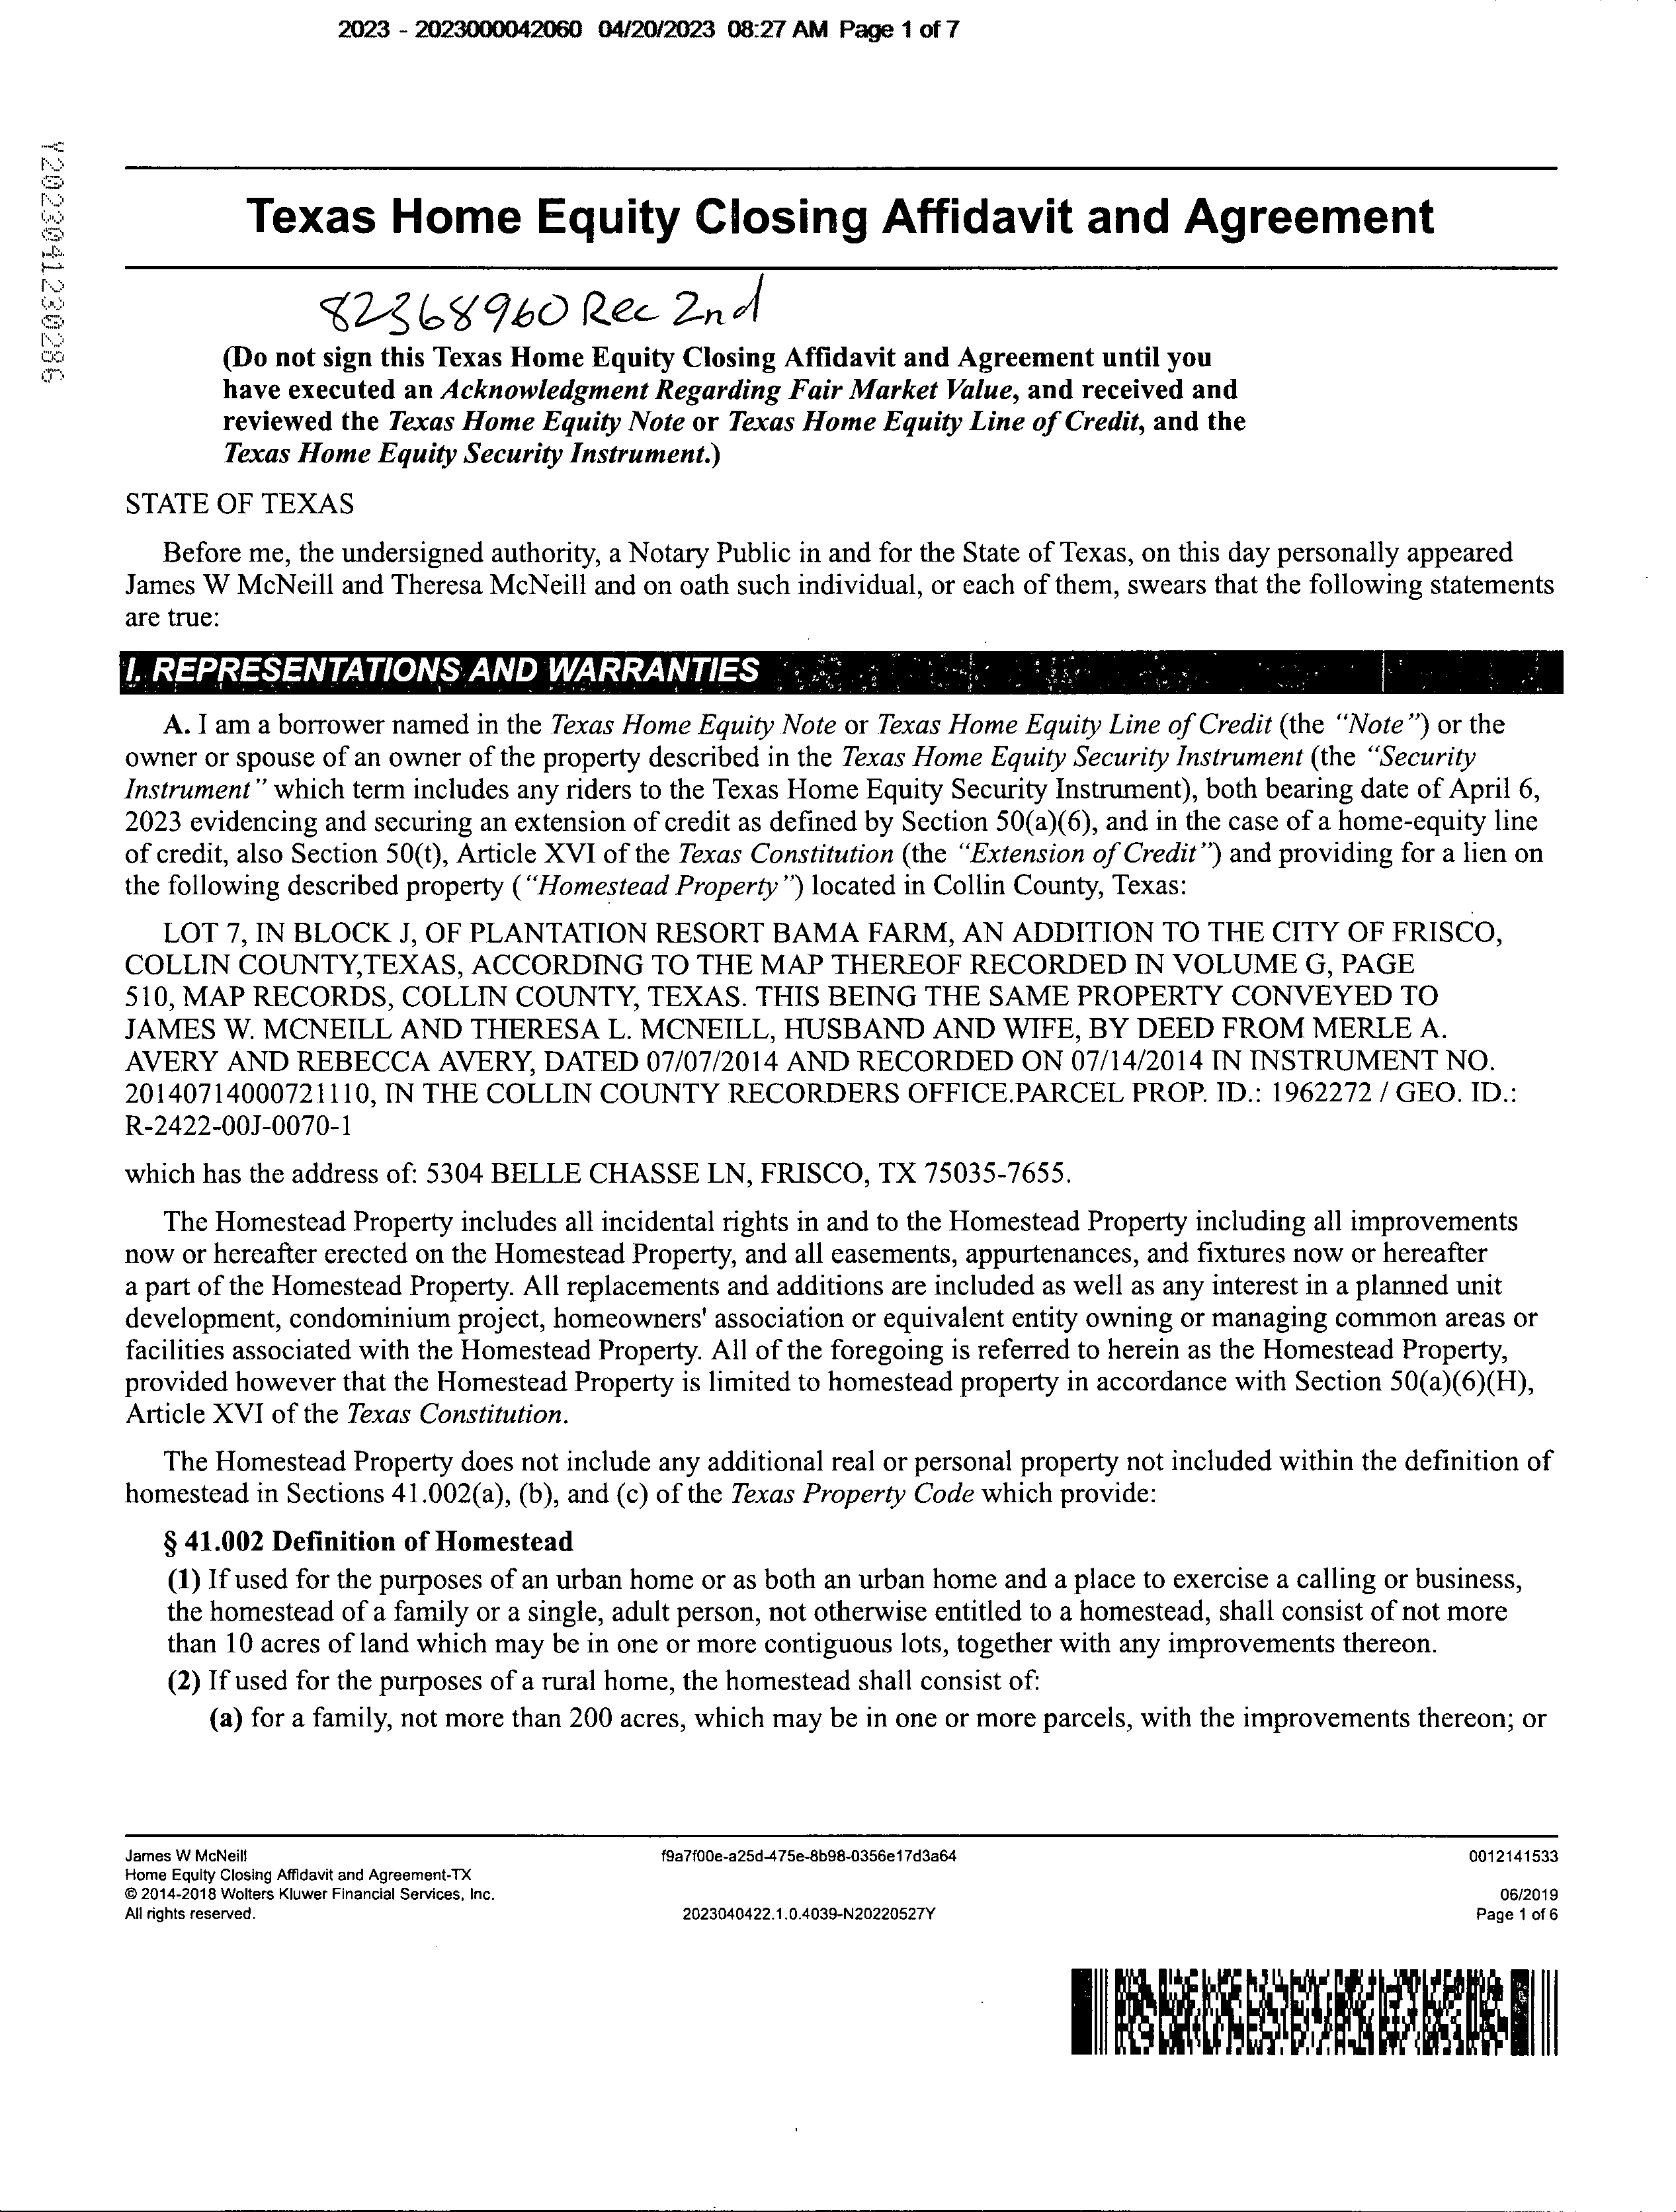 2023 - 2023000042060 04/20/2023 08:27 AM Page 1 of 7
Y2023041230286
Texas Home Equity Closing Affidavit and Agreement
82368960 Rec 2nd
(Do not sign this Texas Home Equity Closing Affidavit and Agreement until you
have executed an Acknowledgment Regarding Fair Market Value, and received and
reviewed the Texas Home Equity Note or Texas Home Equity Line of Credit, and the
Texas Home Equity Security Instrument.)
STATE OF TEXAS
Before me, the undersigned authority, a Notary Public in and for the State of Texas, on this day personally appeared
James W McNeill and Theresa McNeill and on oath such individual, or each of them, swears that the following statements
are true:
I. REPRESENTATIONS AND WARRANTIES
A. I am a borrower named in the Texas Home Equity Note or Texas Home Equity Line of Credit (the “Note”) or the
owner or spouse of an owner of the property described in the Texas Home Equity Security Instrument (the “Security
Instrument” which term includes any riders to the Texas Home Equity Security Instrument), both bearing date of April 6,
2023 evidencing and securing an extension of credit as defined by Section 50(a)(6), and in the case of a home-equity line
of credit, also Section 50(t), Article XVI of the Texas Constitution (the “Extension of Credit”) and providing for a lien on
the following described property (“Homestead Property”) located in Collin County, Texas:
LOT 7, IN BLOCK J, OF PLANTATION RESORT BAMA FARM, AN ADDITION TO THE CITY OF FRISCO,
COLLIN COUNTY,TEXAS, ACCORDING TO THE MAP THEREOF RECORDED IN VOLUME G, PAGE
510, MAP RECORDS, COLLIN COUNTY, TEXAS. THIS BEING THE SAME PROPERTY CONVEYED TO
JAMES W. MCNEILL AND THERESA L. MCNEILL, HUSBAND AND WIFE, BY DEED FROM MERLE A.
AVERY AND REBECCA AVERY, DATED 07/07/2014 AND RECORDED ON 07/14/2014 IN INSTRUMENT NO.
20140714000721110, IN THE COLLIN COUNTY RECORDERS OFFICE.PARCEL PROP. ID.: 1962272 / GEO. ID.:
R-2422-00J-0070-1
which has the address of: 5304 BELLE CHASSE LN, FRISCO, TX 75035-7655.
The Homestead Property includes all incidental rights in and to the Homestead Property including all improvements
now or hereafter erected on the Homestead Property, and all easements, appurtenances, and fixtures now or hereafter
a part of the Homestead Property. All replacements and additions are included as well as any interest in a planned unit
development, condominium project, homeowners' association or equivalent entity owning or managing common areas or
facilities associated with the Homestead Property. All of the foregoing is referred to herein as the Homestead Property,
provided however that the Homestead Property is limited to homestead property in accordance with Section 50(a)(6)(H),
Article XVI of the Texas Constitution.
The Homestead Property does not include any additional real or personal property not included within the definition of
homestead in Sections 41.002(a), (b), and (c) of the Texas Property Code which provide:
§ 41.002 Definition of Homestead
(1) If used for the purposes of an urban home or as both an urban home and a place to exercise a calling or business,
the homestead of a family or a single, adult person, not otherwise entitled to a homestead, shall consist of not more
than 10 acres of land which may be in one or more contiguous lots, together with any improvements thereon.
(2) If used for the purposes of a rural home, the homestead shall consist of:
(a) for a family, not more than 200 acres, which may be in one or more parcels, with the improvements thereon; or
James W McNeill f9a7f00e-a25d-475e-8b98-0356e17d3a64 0012141533
Home Equity Closing Affidavit and Agreement-TX
© 2014-2018 Wolters Kluwer Financial Services, Inc. 06/2019
All rights reserved. 2023040422.1.0.4039-N20220527Y Page 1 of 6